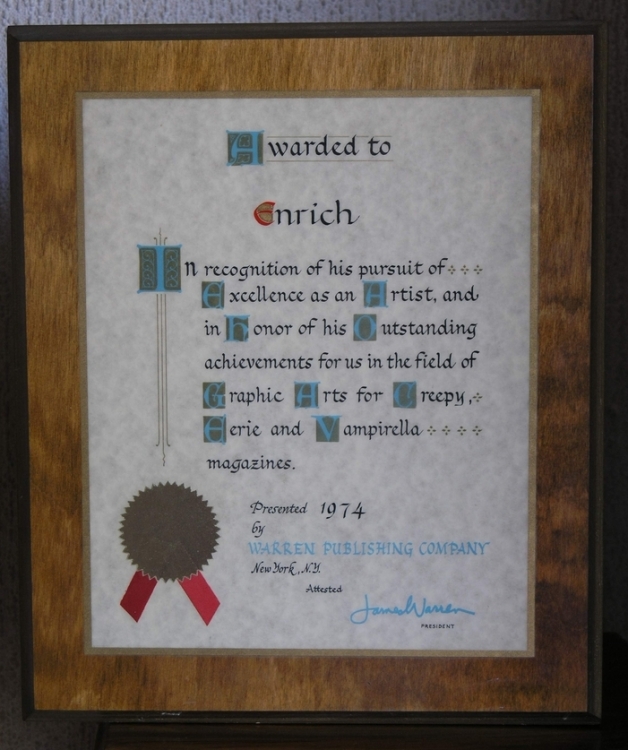 Awarded to
Enrich
In recognition of his pursuit of
Excellence as an Artist, and
in honor of his Outstanding
achievements for us in the field of
Graphic Arts for Creepy,
Eerie and Vampirella
magazines.
Presented 1974
by
WARREN PUBLISHING COMPANY
New York, N.Y.
Attested
James Warren
PRESIDENT